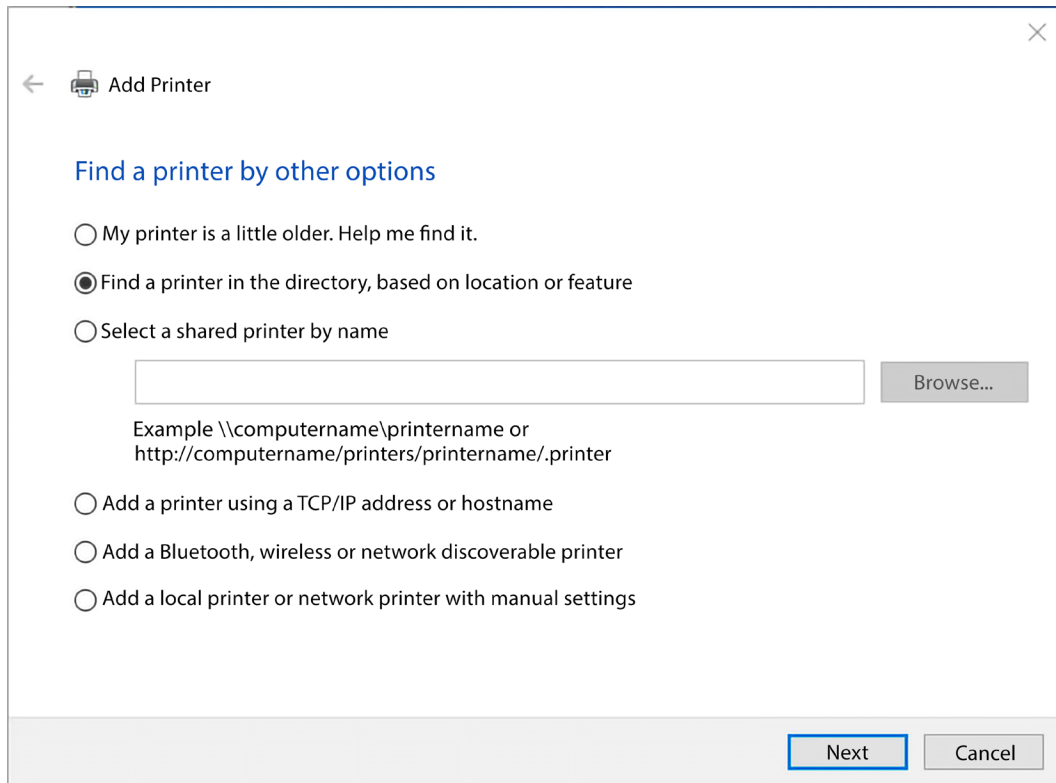 Add Printer
Find a printer by other options
My printer is a little older. Help me find it.
Find a printer in the directory, based on location or feature
Select a shared printer by name
Browse...
Example \\computername\printername or
http://computername/printers/printername/.printer
Add a printer using a TCP/IP address or hostname
Add a Bluetooth, wireless or network discoverable printer
Add a local printer or network printer with manual settings
Next
Cancel